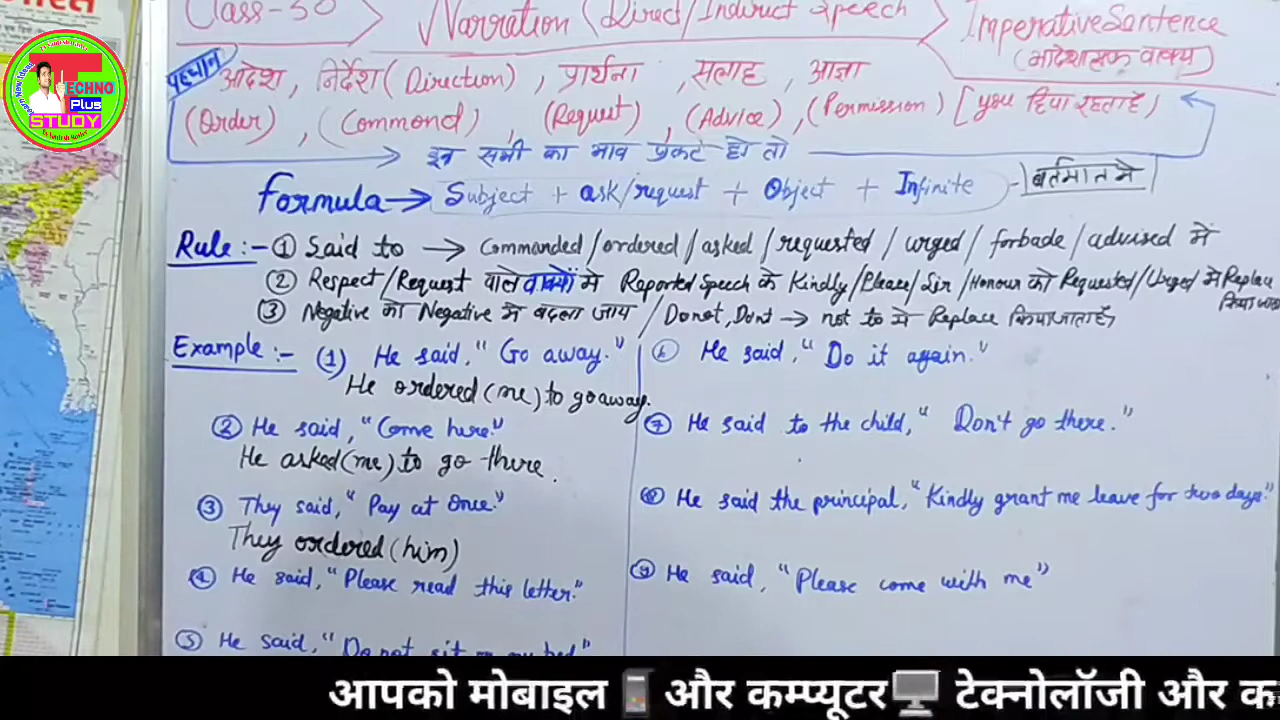 Class-30 Narration (Direct/Indirect Speech Imperative Sentence
(आदेशात्मक वाक्य)
पहचान आदेश, निर्देश (Direction), प्रार्थना, सलाह आज्ञा
(Order), (Commond) (Request), (Advice), (Permission) [you छिपा रहता है)
इन सभी का भाव प्रकट हो तो
Formula→ Subject + ask/request + Object + Infinite - वर्तमान मे
Rule:- ① Said to → Commanded/ordered/asked/requested/urged/forbade/advised में
② Respect/Request वाले वाक्यों में Reported Speech के Kindly/Please/Sir/Honour को Requested/Urged में Replace
किया जाता
③ Negative को Negative में बदला जाय / Do not, Dont → not to में Replace किया जाता है।
Example:- (1) He said, "Go away."
He ordered (me) to go away.
② He said, "Come here."
He asked (me) to go there.
③ They said, "Pay at once."
They ordered (him)
④ He said, "Please read this letter."
⑤ He said, "Do not sit on my bed"
⑥ He said, "Do it again."
⑦ He said to the child, "Don't go there."
⑧ He said the principal, "Kindly grant me leave for two days."
⑨ He said, "Please come with me"
TECHNO
Plus
STUDY
Learn New Ideas
आपको मोबाइल और कम्प्यूटर टेक्नोलॉजी और क